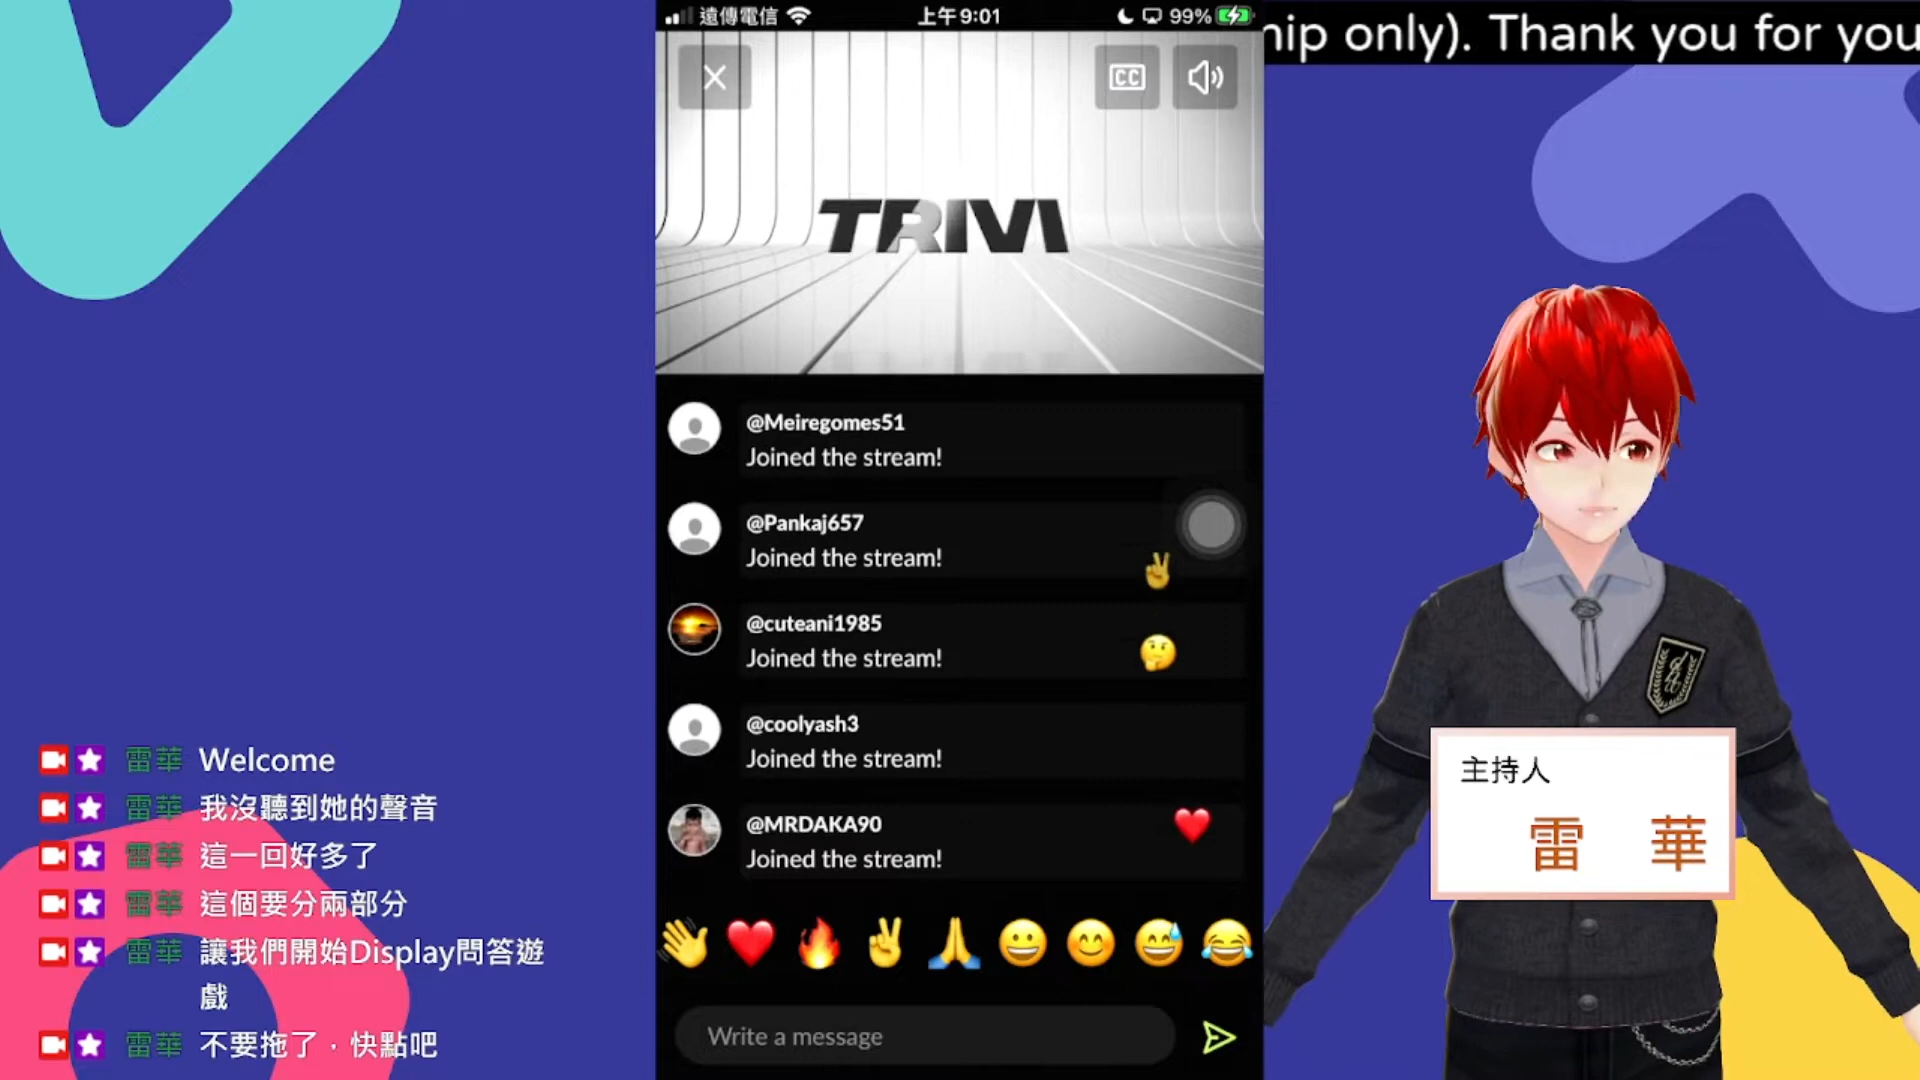 遠傳電信
上午9:01
99%
hip only). Thank you for you
CC
TRIVI
@Meiregomes51
Joined the stream!
@Pankaj657
Joined the stream!
@cuteani1985
Joined the stream!
@coolyash3
Joined the stream!
@MRDAKA90
Joined the stream!
Write a message
雷華 Welcome
雷華 我沒聽到她的聲音
雷華 這一回好多了
雷華 這個要分兩部分
雷華 讓我們開始Display問答遊
戲
雷華 不要拖了，快點吧
主持人
雷 華